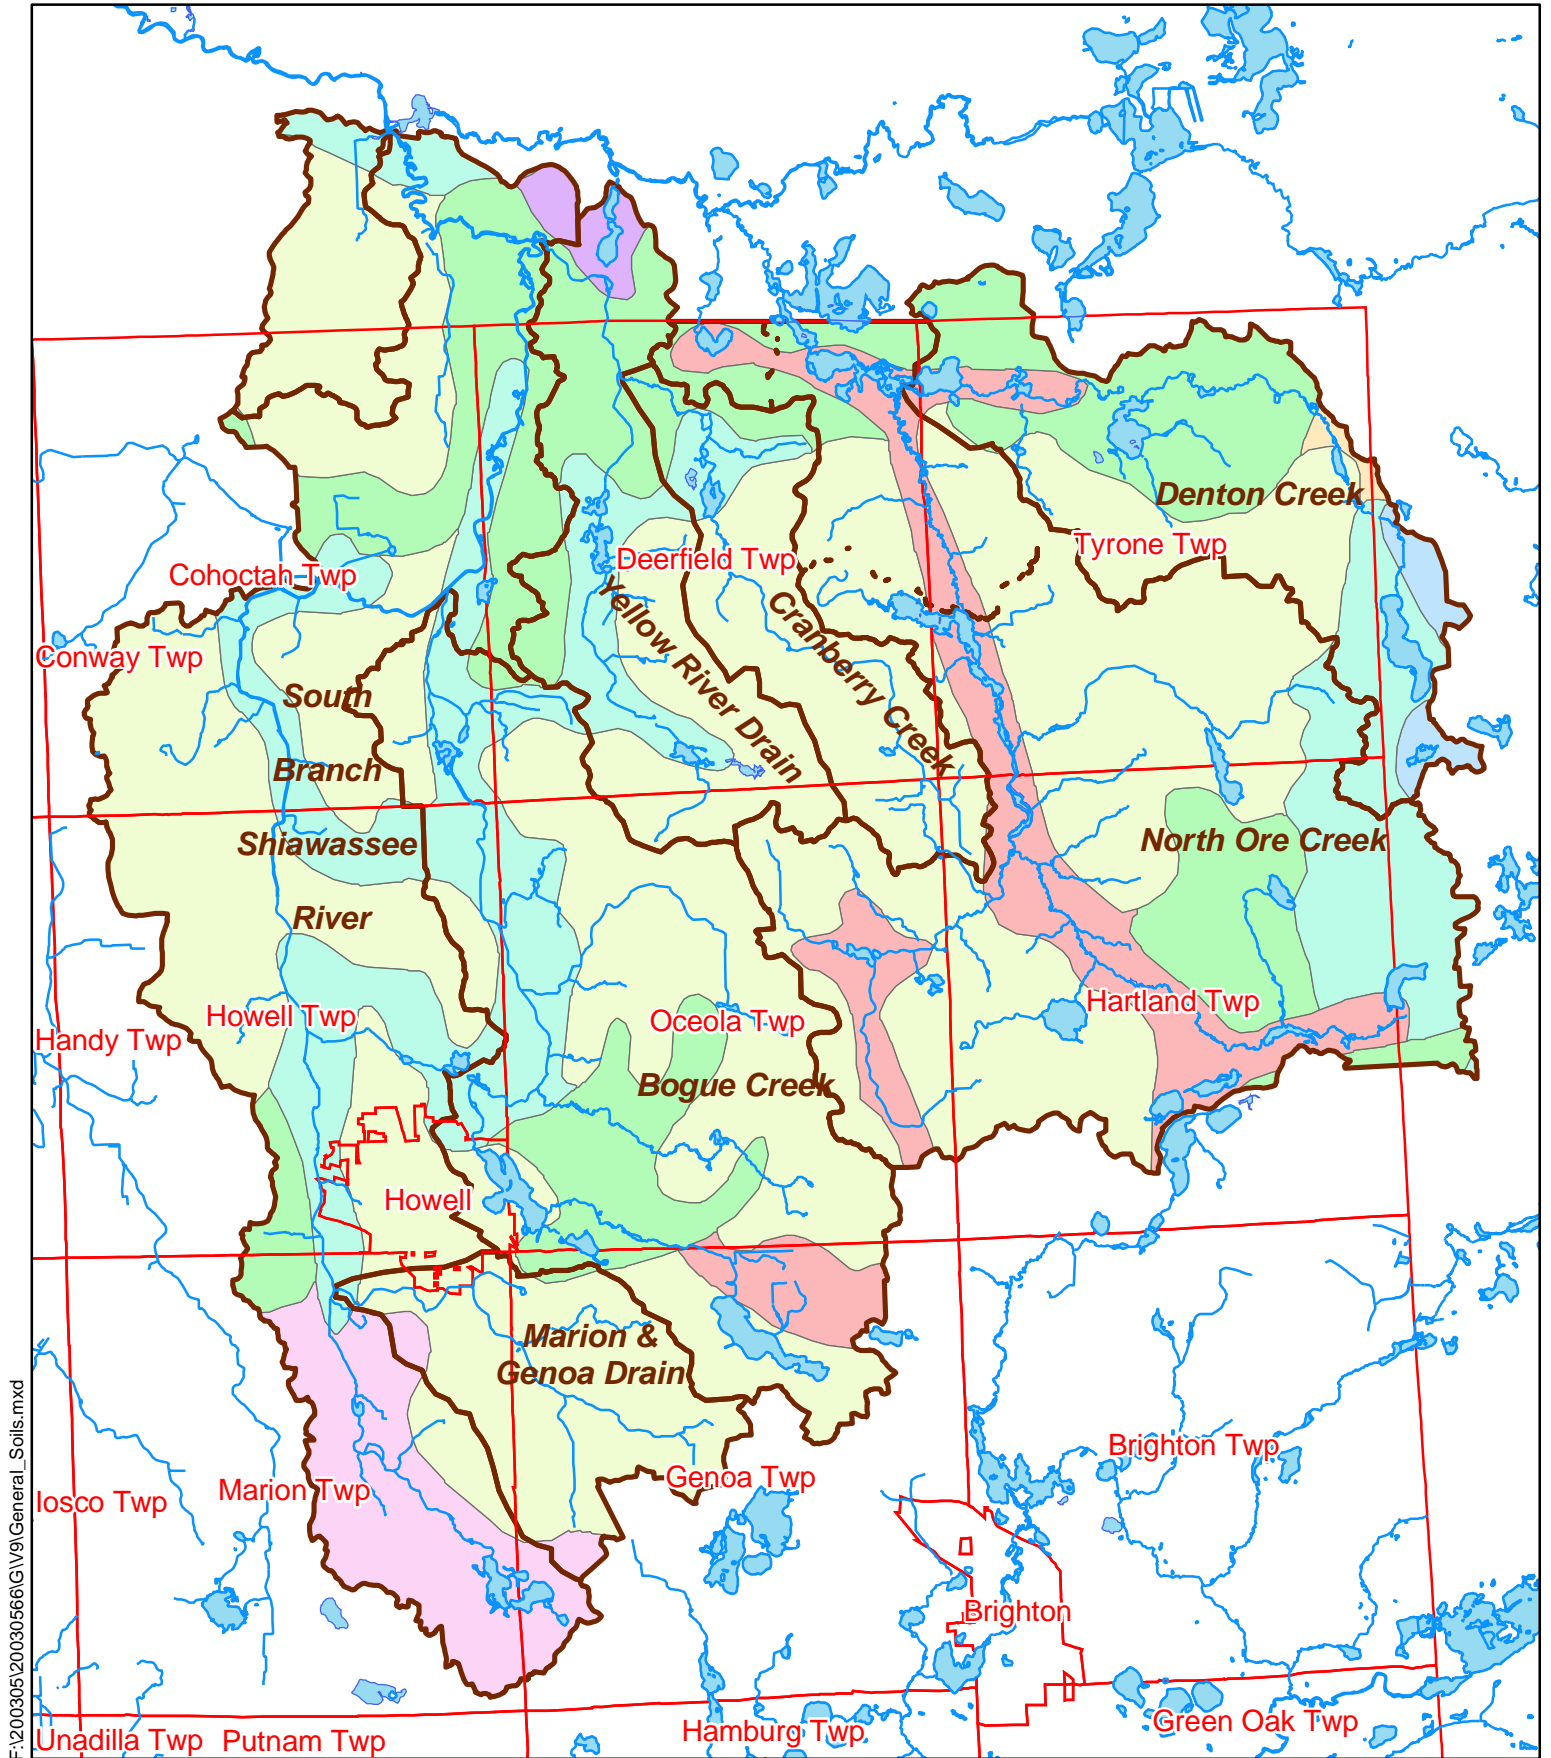 Denton Creek
Tyrone Twp
Deerfield Twp
Cohoctah Twp
Conway Twp
Yellow River Drain
Cranberry Creek
South
Branch
Shiawassee
River
North Ore Creek
Howell Twp
Handy Twp
Oceola Twp
Hartland Twp
Bogue Creek
Howell
Marion &
Genoa Drain
Brighton Twp
Genoa Twp
Marion Twp
Iosco Twp
Brighton
Unadilla Twp
Putnam Twp
Hamburg Twp
Green Oak Twp
F:\200305\20030566\G\V9\General_Soils.mxd